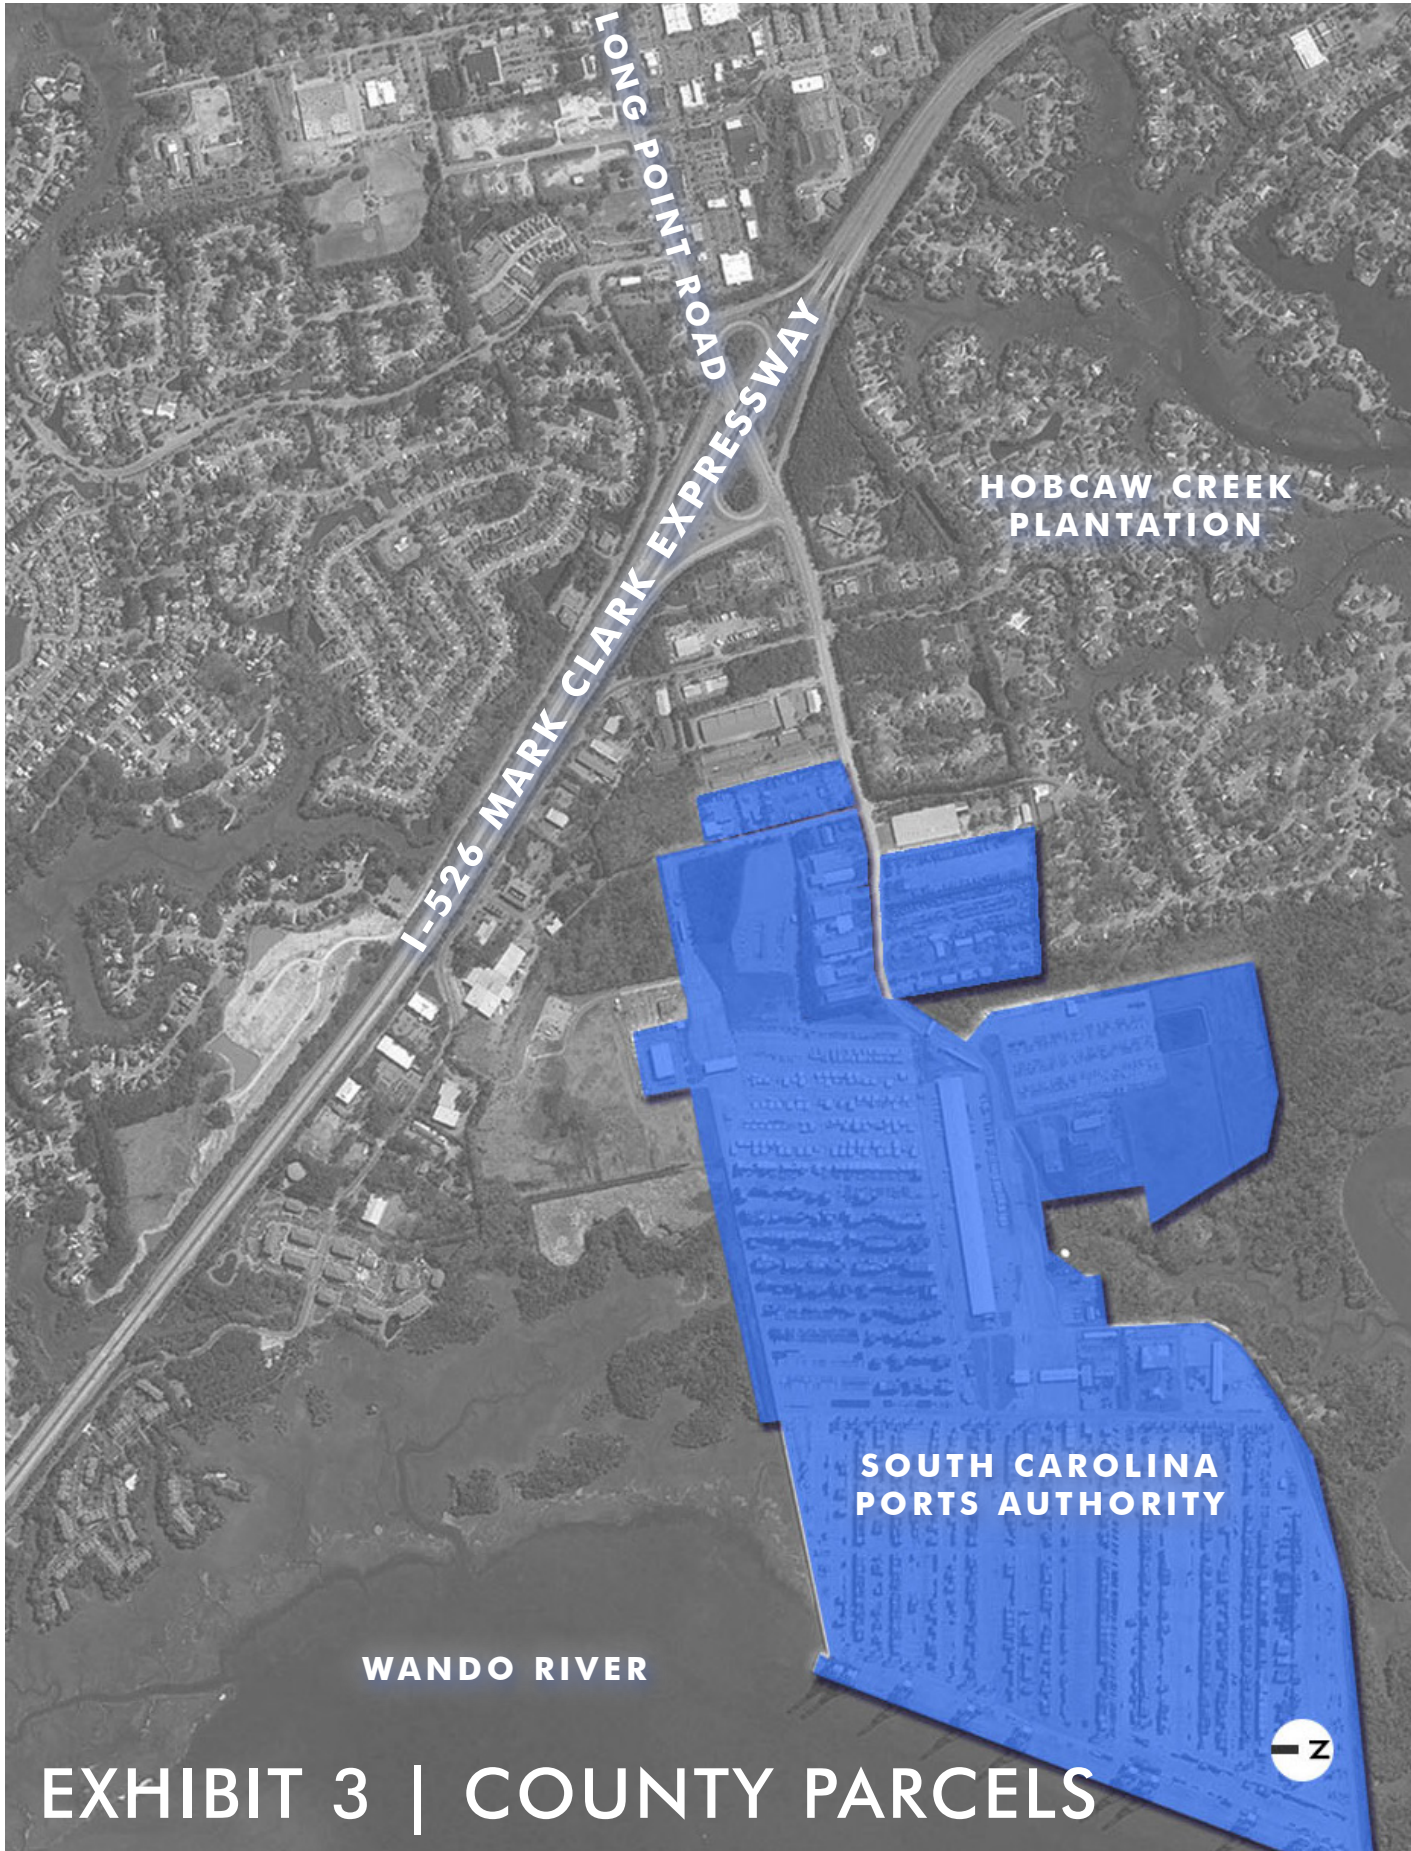 LONG POINT ROAD
I-526 MARK CLARK EXPRESSWAY
HOBCAW CREEK
PLANTATION
SOUTH CAROLINA
PORTS AUTHORITY
WANDO RIVER
Z
EXHIBIT 3 | COUNTY PARCELS